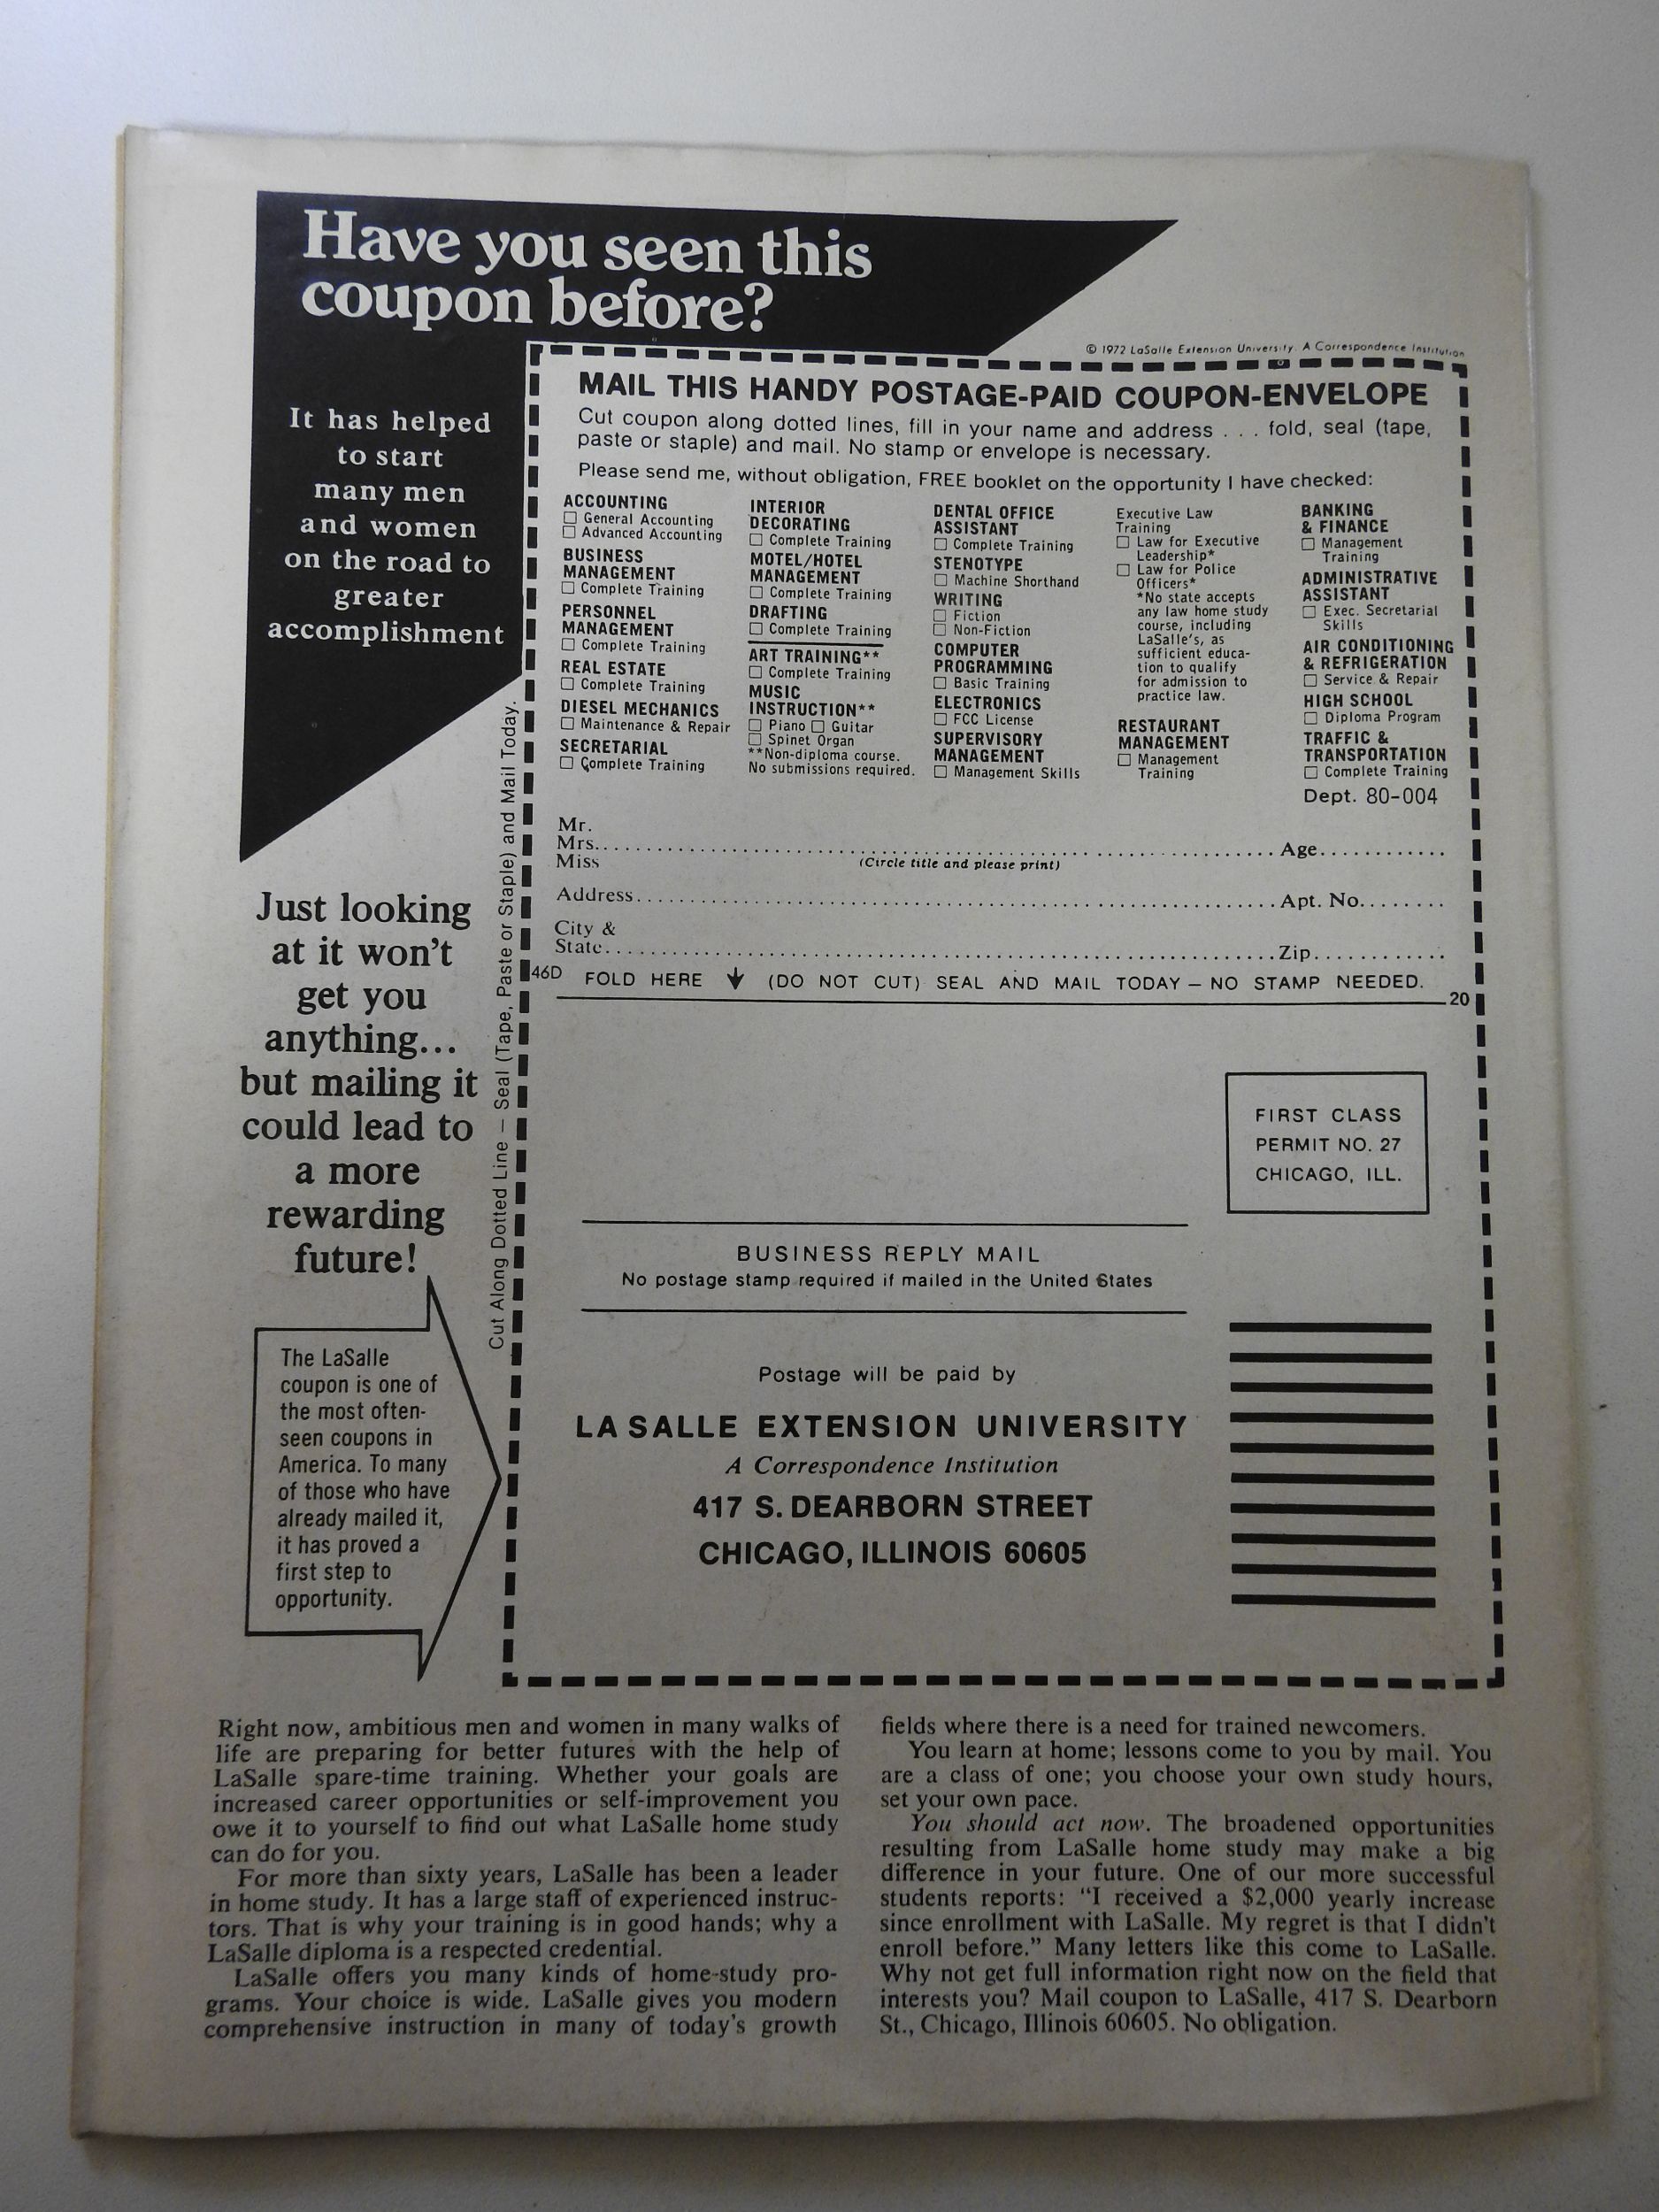 Have you seen this
coupon before?
It has helped
to start
many men
and women
on the road to
greater
accomplishment
Just looking
at it won't
get you
anything...
but mailing it
could lead to
a more
rewarding
future!
The LaSalle
coupon is one of
the most often-
seen coupons in
America. To many
of those who have
already mailed it,
it has proved a
first step to
opportunity.
Cut Along Dotted Line – Seal (Tape, Paste or Staple) and Mail Today.
© 1972 LaSalle Extension University. A Correspondence Institution
MAIL THIS HANDY POSTAGE-PAID COUPON-ENVELOPE
Cut coupon along dotted lines, fill in your name and address . . . fold, seal (tape,
paste or staple) and mail. No stamp or envelope is necessary.
Please send me, without obligation, FREE booklet on the opportunity I have checked:
ACCOUNTING
☐ General Accounting
☐ Advanced Accounting
BUSINESS
MANAGEMENT
☐ Complete Training
PERSONNEL
MANAGEMENT
☐ Complete Training
REAL ESTATE
☐ Complete Training
DIESEL MECHANICS
☐ Maintenance & Repair
SECRETARIAL
☐ Complete Training
INTERIOR
DECORATING
☐ Complete Training
MOTEL/HOTEL
MANAGEMENT
☐ Complete Training
DRAFTING
☐ Complete Training
ART TRAINING**
☐ Complete Training
MUSIC
INSTRUCTION**
☐ Piano ☐ Guitar
☐ Spinet Organ
**Non-diploma course.
No submissions required.
DENTAL OFFICE
ASSISTANT
☐ Complete Training
STENOTYPE
☐ Machine Shorthand
WRITING
☐ Fiction
☐ Non-Fiction
COMPUTER
PROGRAMMING
☐ Basic Training
ELECTRONICS
☐ FCC License
SUPERVISORY
MANAGEMENT
☐ Management Skills
Executive Law
Training
☐ Law for Executive
Leadership*
☐ Law for Police
Officers*
*No state accepts
any law home study
course, including
LaSalle's, as
sufficient educa-
tion to qualify
for admission to
practice law.
RESTAURANT
MANAGEMENT
☐ Management
Training
BANKING
& FINANCE
☐ Management
Training
ADMINISTRATIVE
ASSISTANT
☐ Exec. Secretarial
Skills
AIR CONDITIONING
& REFRIGERATION
☐ Service & Repair
HIGH SCHOOL
☐ Diploma Program
TRAFFIC &
TRANSPORTATION
☐ Complete Training
Dept. 80-004
Mr.
Mrs. Age
Miss (Circle title and please print)
Address Apt. No.
City &
State Zip
46D FOLD HERE ↓ (DO NOT CUT) SEAL AND MAIL TODAY – NO STAMP NEEDED.
20
FIRST CLASS
PERMIT NO. 27
CHICAGO, ILL.
BUSINESS REPLY MAIL
No postage stamp required if mailed in the United States
Postage will be paid by
LA SALLE EXTENSION UNIVERSITY
A Correspondence Institution
417 S. DEARBORN STREET
CHICAGO, ILLINOIS 60605
Right now, ambitious men and women in many walks of
life are preparing for better futures with the help of
LaSalle spare-time training. Whether your goals are
increased career opportunities or self-improvement you
owe it to yourself to find out what LaSalle home study
can do for you.
For more than sixty years, LaSalle has been a leader
in home study. It has a large staff of experienced instruc-
tors. That is why your training is in good hands; why a
LaSalle diploma is a respected credential.
LaSalle offers you many kinds of home-study pro-
grams. Your choice is wide. LaSalle gives you modern
comprehensive instruction in many of today's growth
fields where there is a need for trained newcomers.
You learn at home; lessons come to you by mail. You
are a class of one; you choose your own study hours,
set your own pace.
You should act now. The broadened opportunities
resulting from LaSalle home study may make a big
difference in your future. One of our more successful
students reports: "I received a $2,000 yearly increase
since enrollment with LaSalle. My regret is that I didn't
enroll before." Many letters like this come to LaSalle.
Why not get full information right now on the field that
interests you? Mail coupon to LaSalle, 417 S. Dearborn
St., Chicago, Illinois 60605. No obligation.